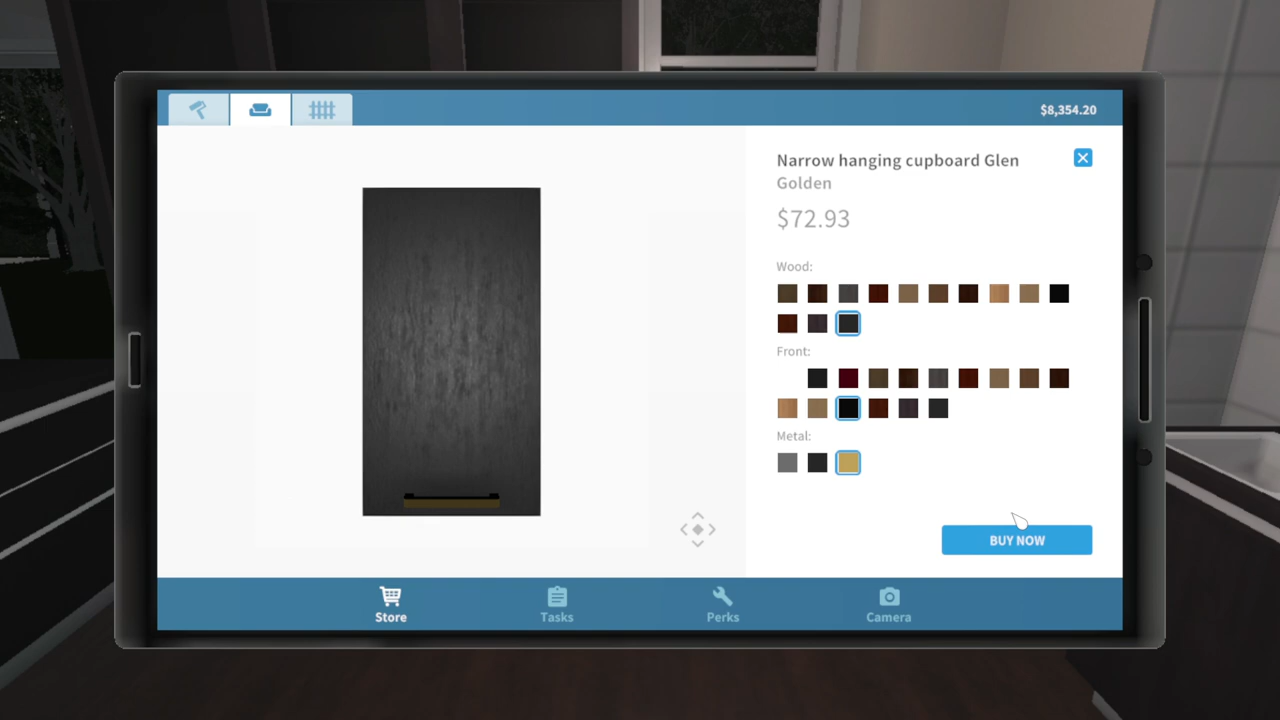 $8,354.20
Narrow hanging cupboard Glen
Golden
$72.93
Wood:
Front:
Metal:
BUY NOW
Store
Tasks
Perks
Camera